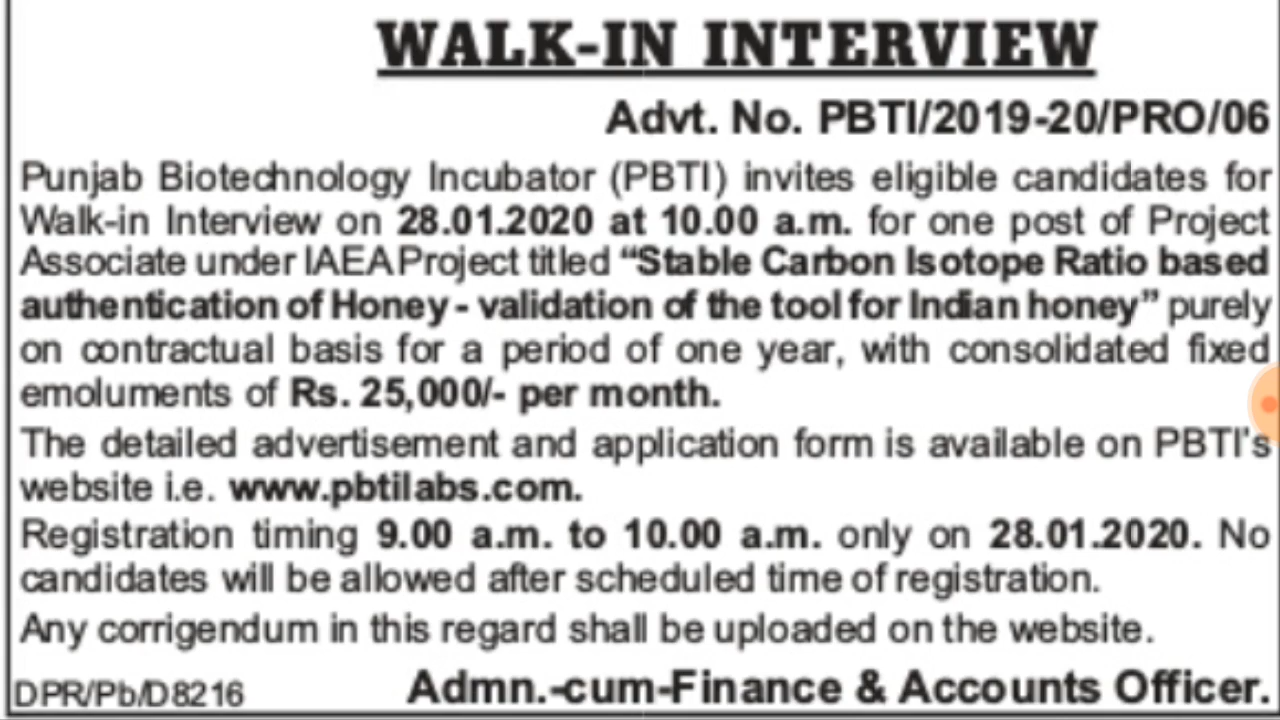 WALK-IN INTERVIEW
Advt. No. PBTI/2019-20/PRO/06
Punjab Biotechnology Incubator (PBTI) invites eligible candidates for
Walk-in Interview on 28.01.2020 at 10.00 a.m. for one post of Project
Associate under IAEA Project titled “Stable Carbon Isotope Ratio based
authentication of Honey - validation of the tool for Indian honey” purely
on contractual basis for a period of one year, with consolidated fixed
emoluments of Rs. 25,000/- per month.
The detailed advertisement and application form is available on PBTI's
website i.e. www.pbtilabs.com.
Registration timing 9.00 a.m. to 10.00 a.m. only on 28.01.2020. No
candidates will be allowed after scheduled time of registration.
Any corrigendum in this regard shall be uploaded on the website.
DPR/Pb/D8216 Admn.-cum-Finance & Accounts Officer.